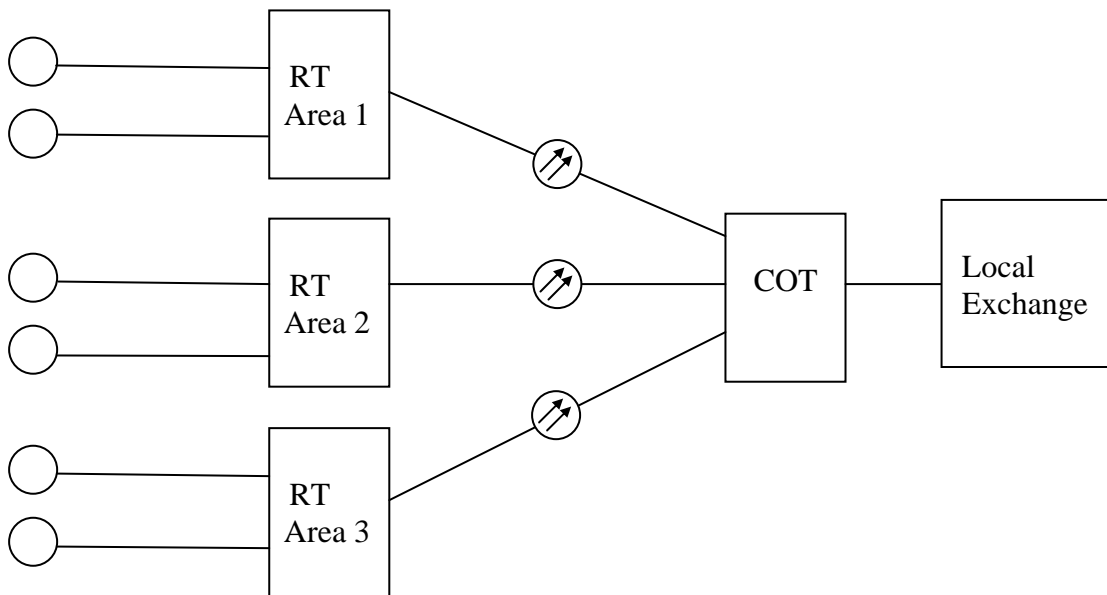 RT
Area 1
RT
Area 2
RT
Area 3
COT
Local
Exchange